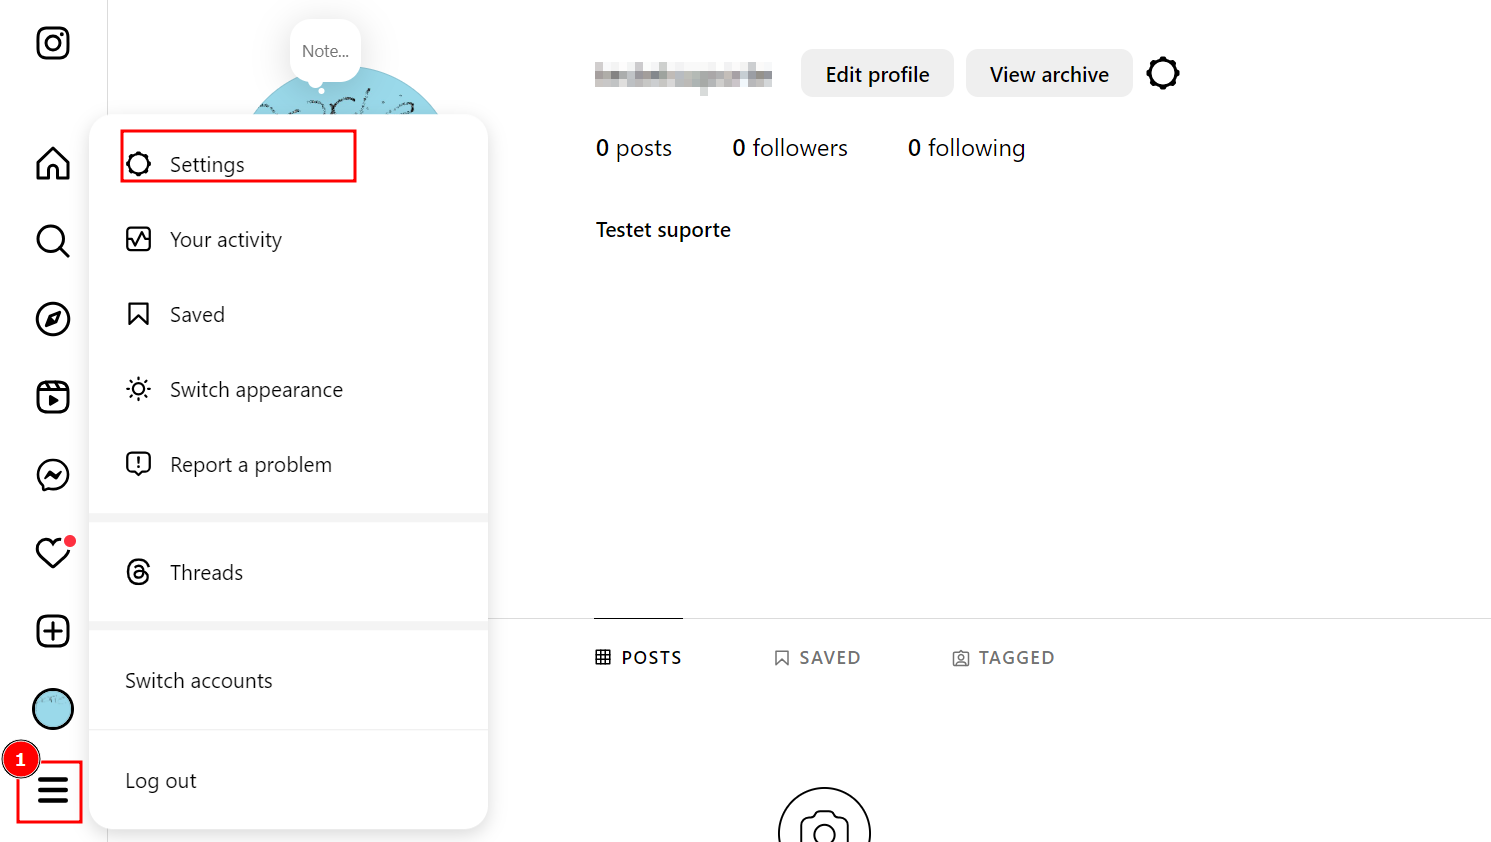 Note...
Edit profile
View archive
0 posts
0 followers
0 following
Testet suporte
Settings
Your activity
Saved
Switch appearance
Report a problem
Threads
Switch accounts
Log out
1
POSTS
SAVED
TAGGED